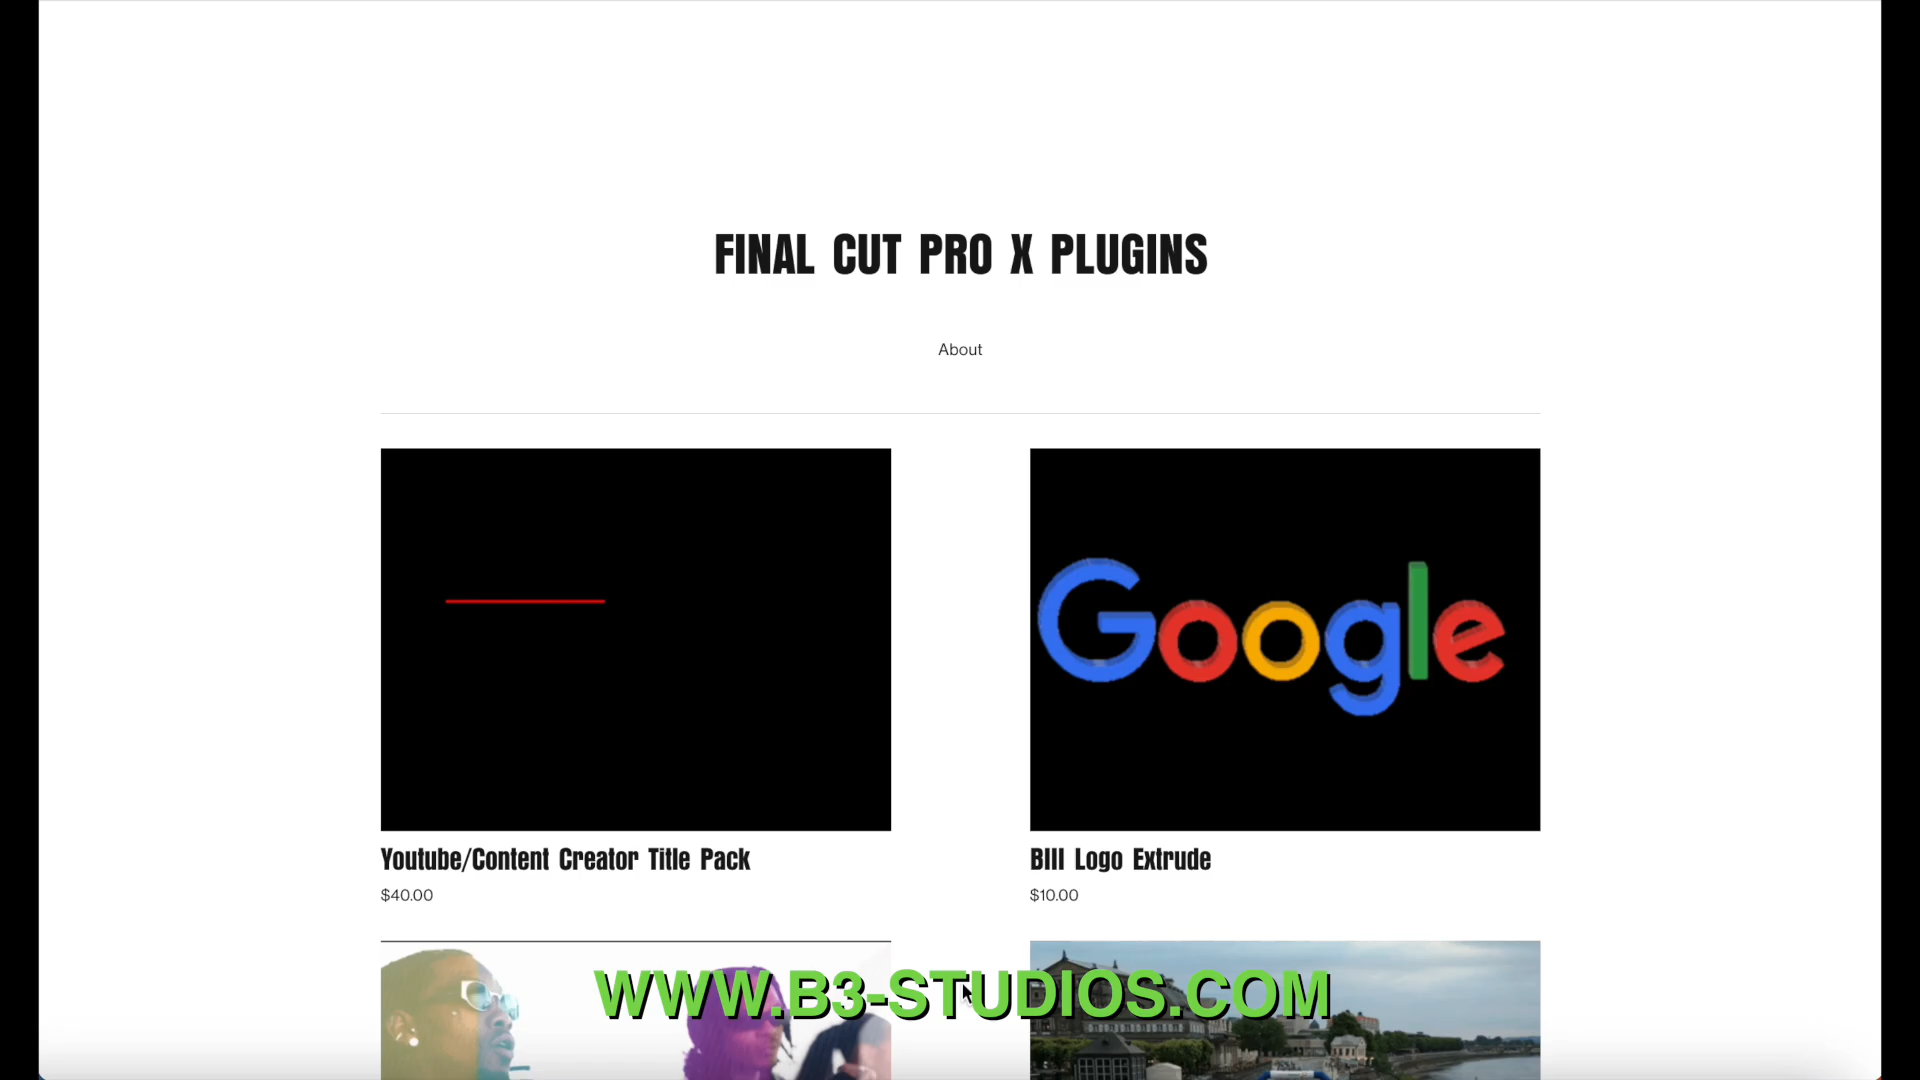 FINAL CUT PRO X PLUGINS
About
Google
Youtube/Content Creator Title Pack
$40.00
BIII Logo Extrude
$10.00
WWW.B3-STUDIOS.COM